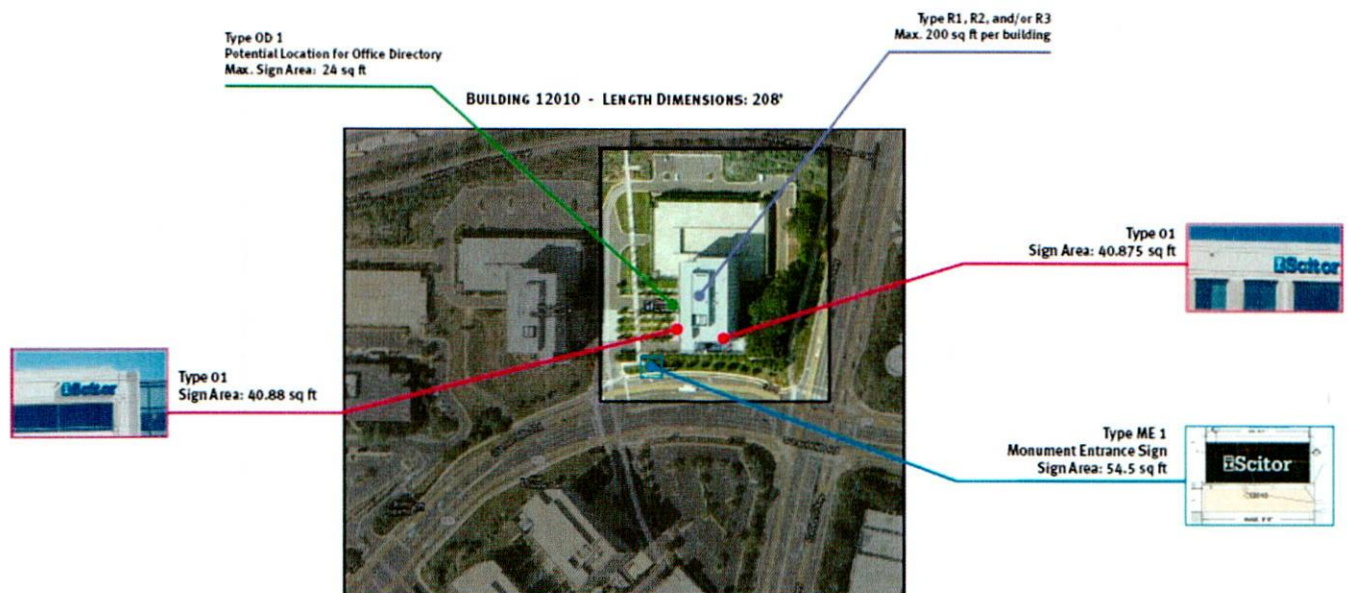 Type OD 1
Potential Location for Office Directory
Max. Sign Area: 24 sq ft
Type R1, R2, and/or R3
Max. 200 sq ft per building
BUILDING 12010 - LENGTH DIMENSIONS: 208'
Type 01
Sign Area: 40.875 sq ft
Scitor
Type 01
Sign Area: 40.88 sq ft
Scitor
Type ME 1
Monument Entrance Sign
Sign Area: 54.5 sq ft
Scitor